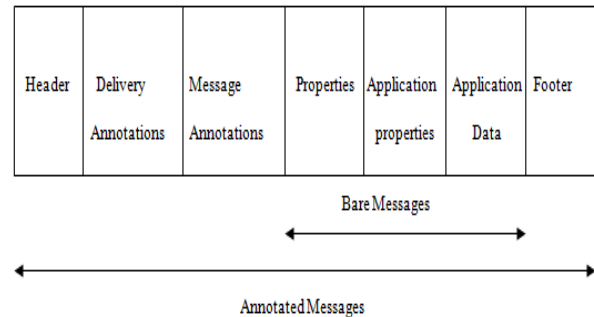 Header
Delivery
Annotations
Message
Annotations
Properties
Application
properties
Application
Data
Footer
Bare Messages
Annotated Messages